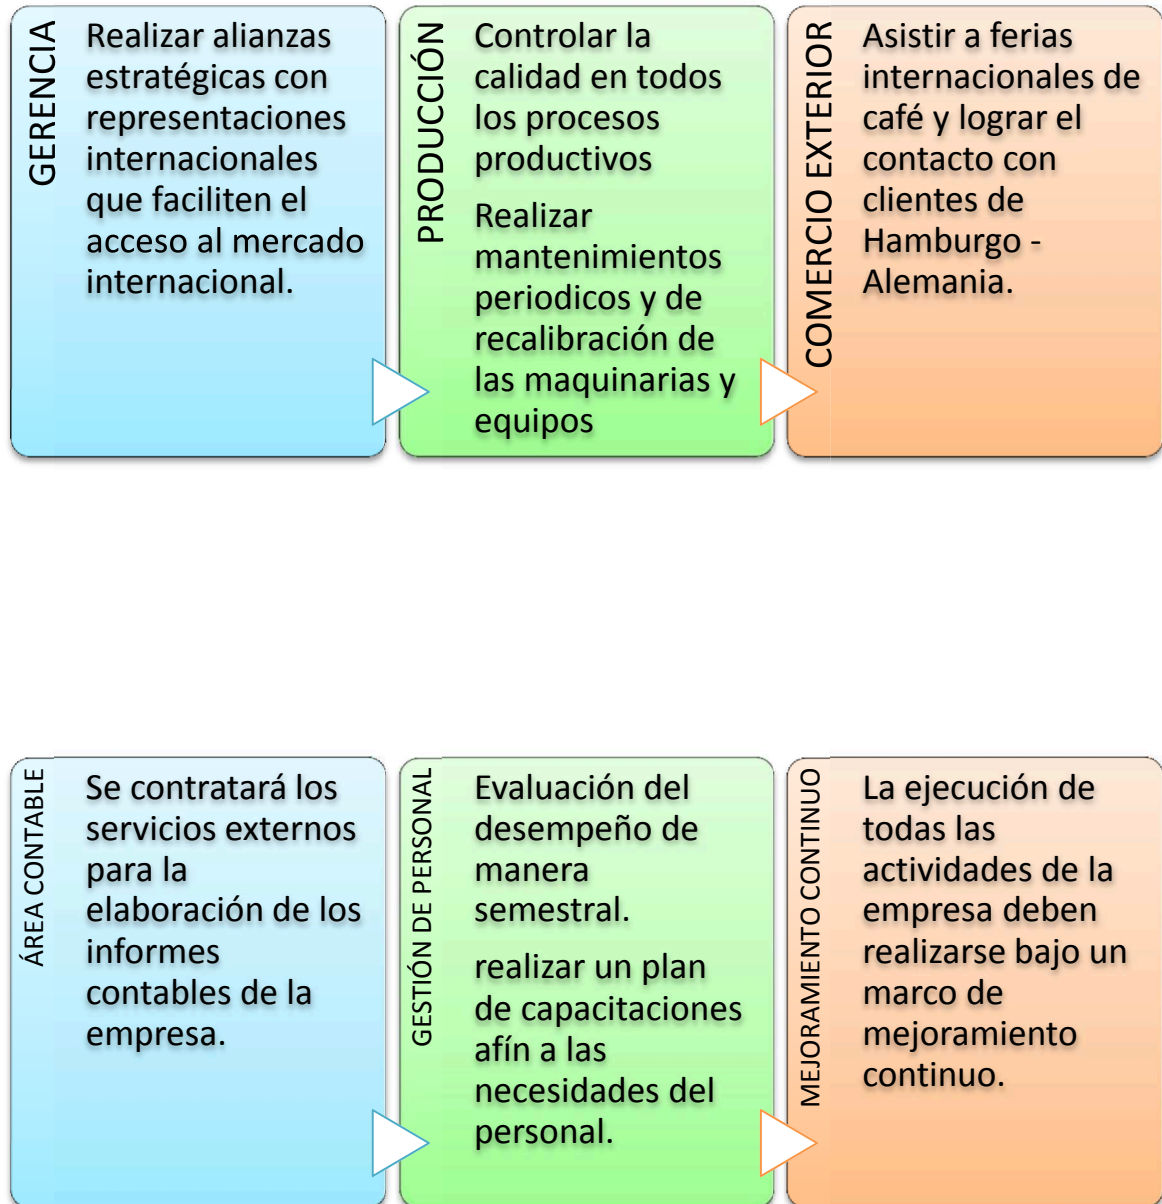 GERENCIA
Realizar alianzas
estratégicas con
representaciones
internacionales
que faciliten el
acceso al mercado
internacional.
PRODUCCIÓN
Controlar la
calidad en todos
los procesos
productivos
Realizar
mantenimientos
periodicos y de
recalibración de
las maquinarias y
equipos
COMERCIO EXTERIOR
Asistir a ferias
internacionales de
café y lograr el
contacto con
clientes de
Hamburgo -
Alemania.
ÁREA CONTABLE
Se contratará los
servicios externos
para la
elaboración de los
informes
contables de la
empresa.
GESTIÓN DE PERSONAL
Evaluación del
desempeño de
manera
semestral.
realizar un plan
de capacitaciones
afín a las
necesidades del
personal.
MEJORAMIENTO CONTINUO
La ejecución de
todas las
actividades de la
empresa deben
realizarse bajo un
marco de
mejoramiento
continuo.